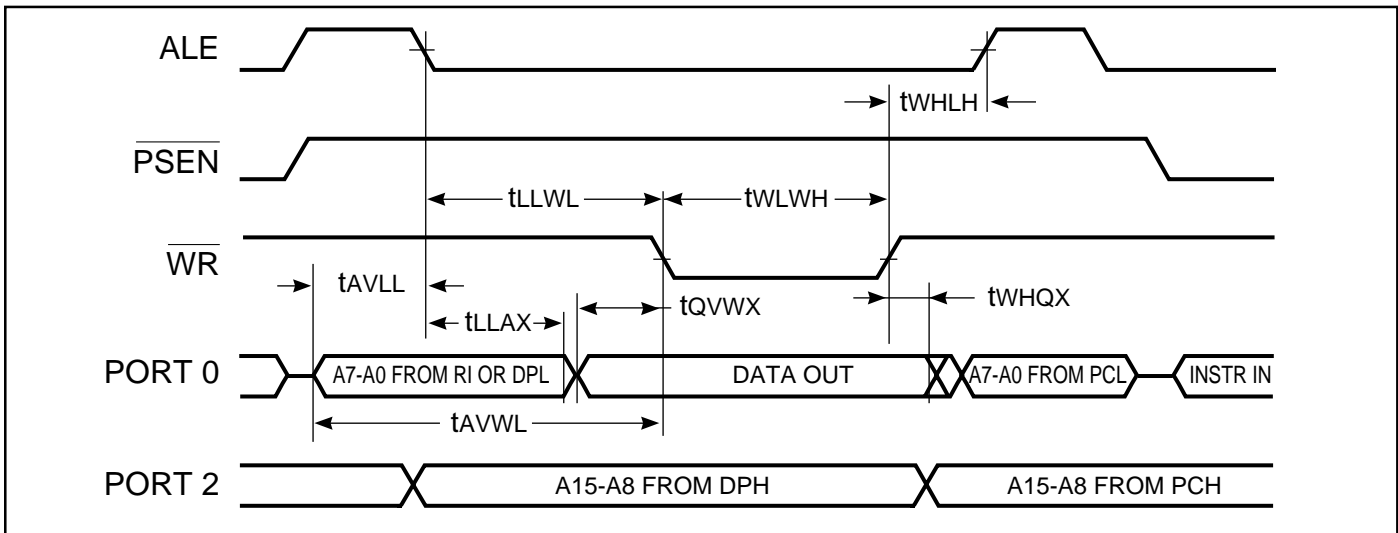 ALE
tWHLH
PSEN
tLLWL
tWLWH
WR
tAVLL
tQVWX
tWHQX
tLLAX
PORT 0
A7-A0 FROM RI OR DPL
DATA OUT
A7-A0 FROM PCL
INSTR IN
tAVWL
PORT 2
A15-A8 FROM DPH
A15-A8 FROM PCH